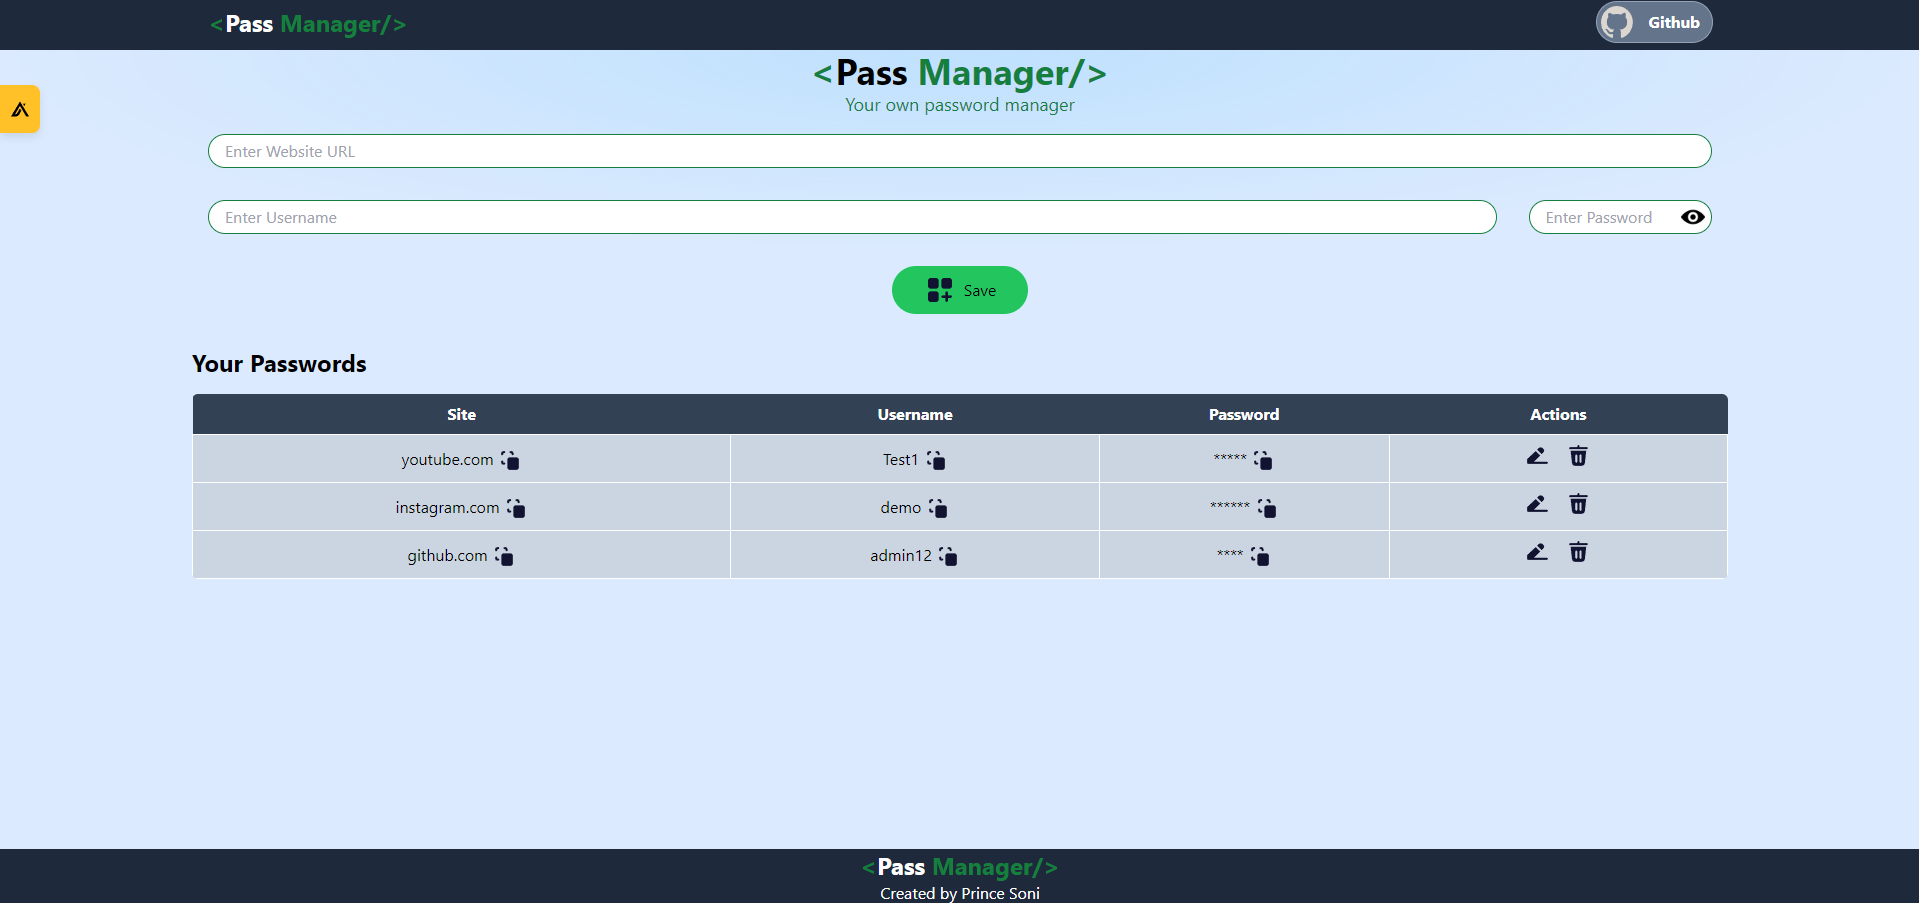 <Pass Manager/>
Github
<Pass Manager/>
Your own password manager
Enter Website URL
Enter Username
Enter Password
Save
Your Passwords
Site Username Password Actions
youtube.com Test1 *****
instagram.com demo ******
github.com admin12 ****
<Pass Manager/>
Created by Prince Soni